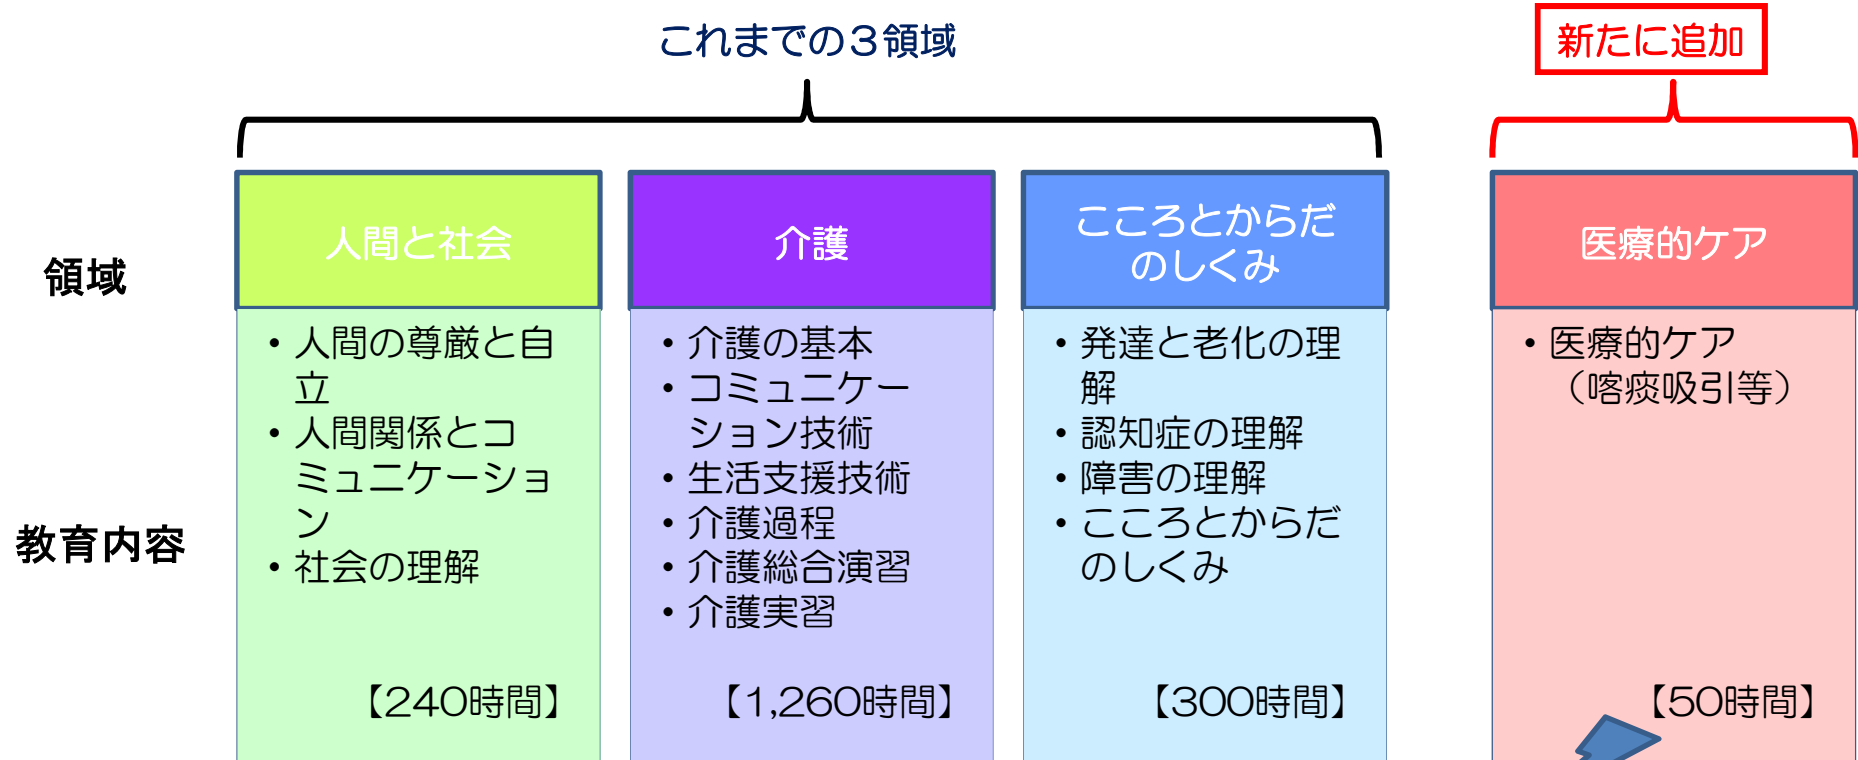 これまでの３領域
新たに追加
領域
人間と社会
介護
こころとからだ
のしくみ
医療的ケア
教育内容
・人間の尊厳と自
立
・人間関係とコ
ミュニケーショ
ン
・社会の理解
【240時間】
・介護の基本
・コミュニケー
ション技術
・生活支援技術
・介護過程
・介護総合演習
・介護実習
【1,260時間】
・発達と老化の理
解
・認知症の理解
・障害の理解
・こころとからだ
のしくみ
【300時間】
・医療的ケア
（喀痰吸引等）
【50時間】